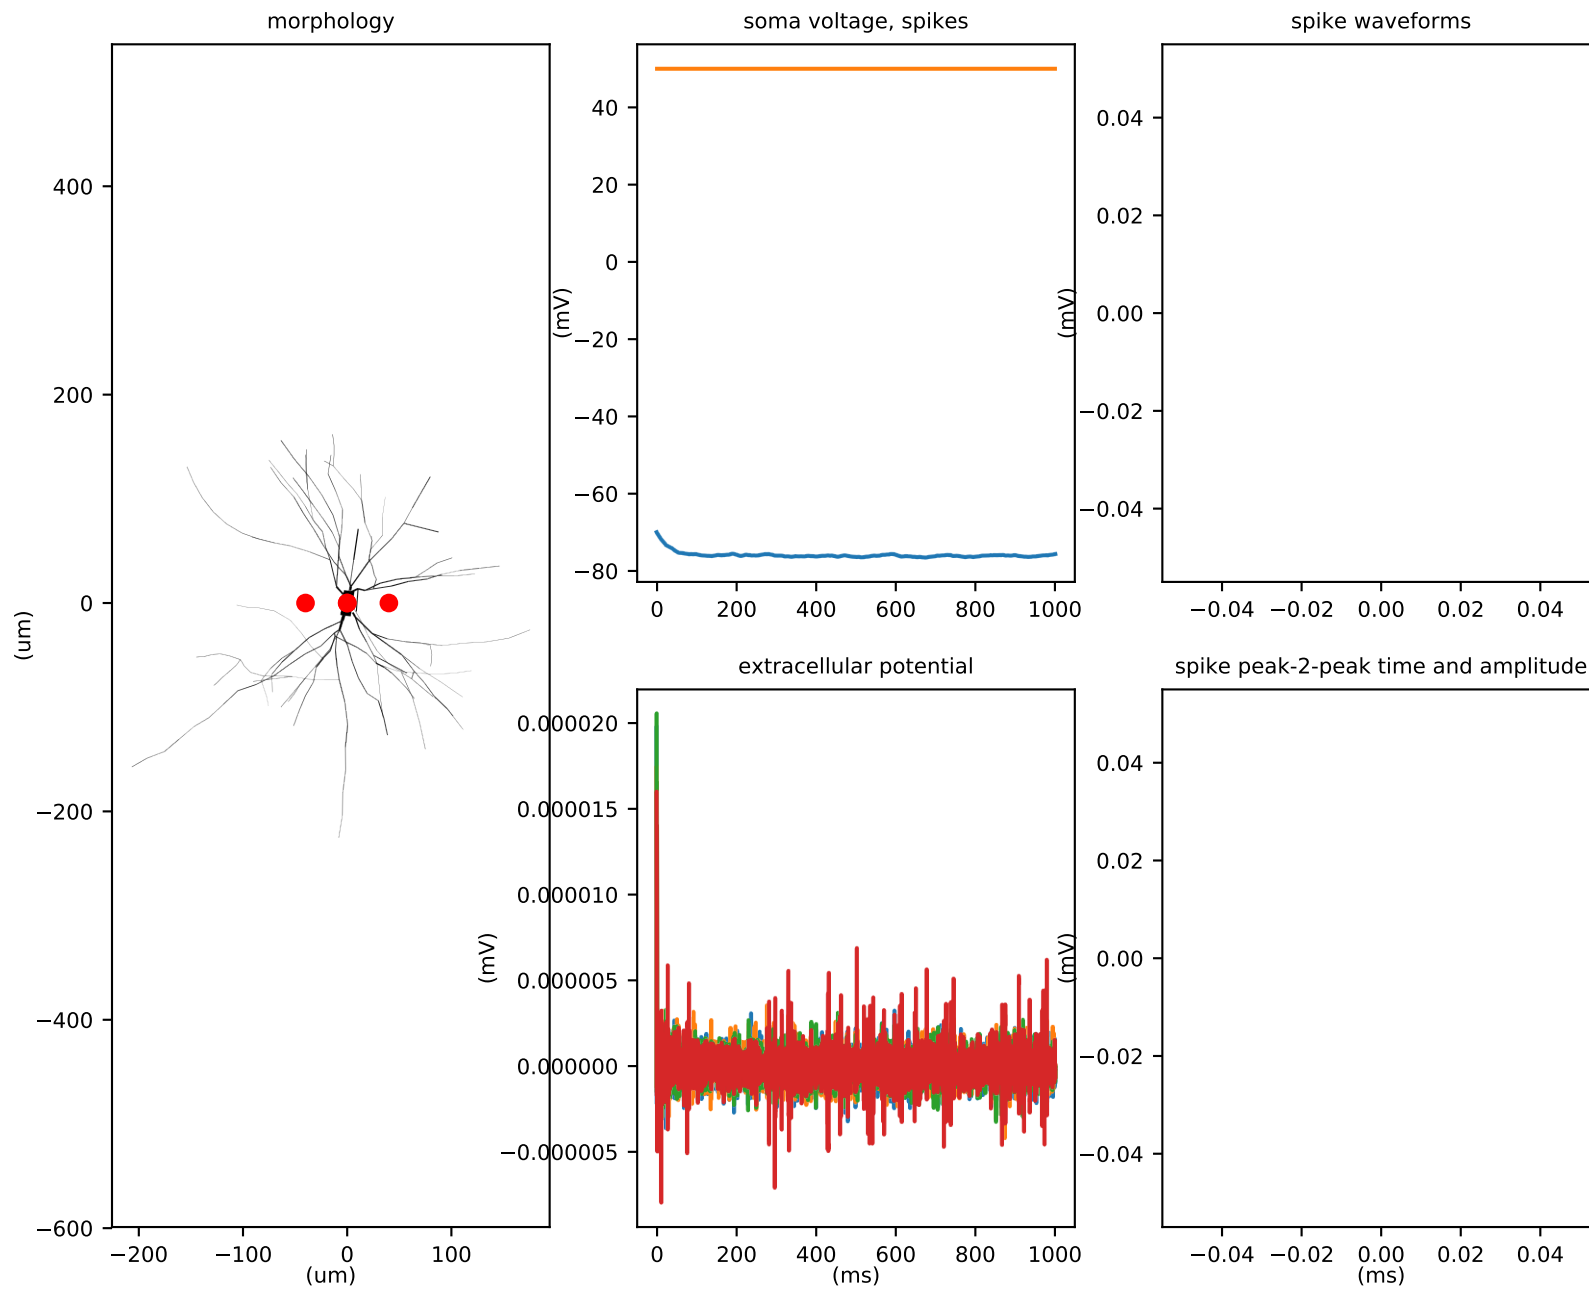 morphology
400
200
0
−200
−400
−600
(um)
−200 −100 0 100
(um)
soma voltage, spikes
40
20
0
−20
−40
−60
−80
(mV)
0 200 400 600 800 1000
spike waveforms
0.04
0.02
0.00
−0.02
−0.04
(mV)
−0.04 −0.02 0.00 0.02 0.04
extracellular potential
0.000020
0.000015
0.000010
0.000005
0.000000
−0.000005
(mV)
0 200 400 600 800 1000
(ms)
spike peak-2-peak time and amplitude
0.04
0.02
0.00
−0.02
−0.04
(mV)
−0.04 −0.02 0.00 0.02 0.04
(ms)